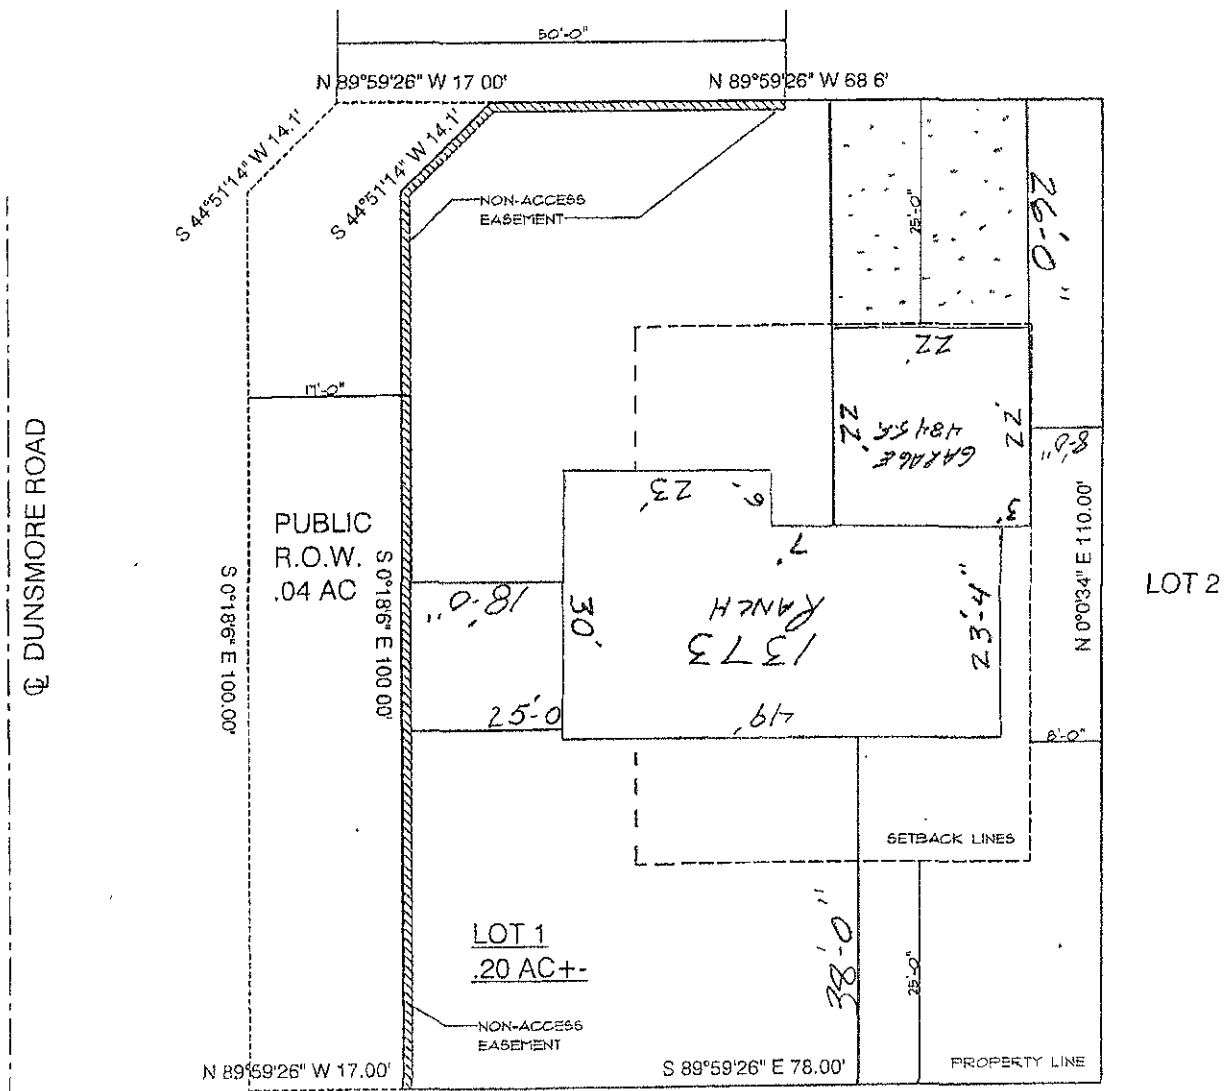 50'-0"
N 89°59'26" W 17 00'
N 89°59'26" W 68 6'
S 44°51'14" W 14.1'
S 44°51'14" W 14.1'
NON-ACCESS
EASEMENT
25'-0"
26'-0"
22'
22'
22'
GARAGE
484 S.F.
8'-0"
17'-0"
℄ DUNSMORE ROAD
PUBLIC
R.O.W.
.04 AC
S 0°18'6" E 100.00'
S 0°18'6" E 100 00'
23'
6'
3'
7'
18'-0"
30'
RANCH
1373
23'-4"
N 0°0'34" E 110.00'
LOT 2
25'-0
49'
8'-0"
SETBACK LINES
LOT 1
.20 AC+-
38'-0"
25'-0"
NON-ACCESS
EASEMENT
N 89°59'26" W 17.00'
S 89°59'26" E 78.00'
PROPERTY LINE